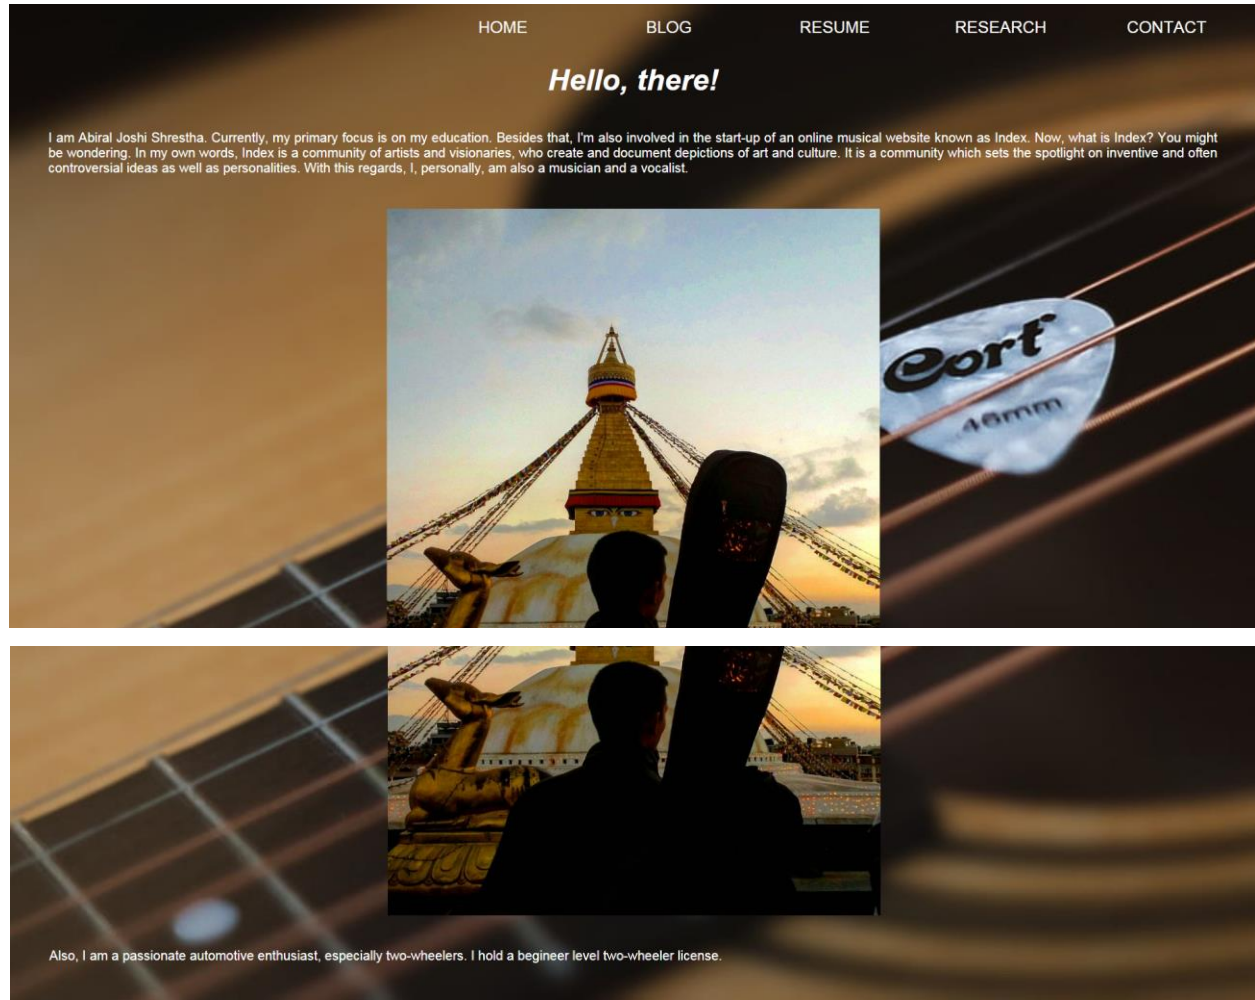 HOME BLOG RESUME RESEARCH CONTACT
Hello, there!
I am Abiral Joshi Shrestha. Currently, my primary focus is on my education. Besides that, I'm also involved in the start-up of an online musical website known as Index. Now, what is Index? You might
be wondering. In my own words, Index is a community of artists and visionaries, who create and document depictions of art and culture. It is a community which sets the spotlight on inventive and often
controversial ideas as well as personalities. With this regards, I, personally, am also a musician and a vocalist.
Cort
.46mm
Also, I am a passionate automotive enthusiast, especially two-wheelers. I hold a begineer level two-wheeler license.